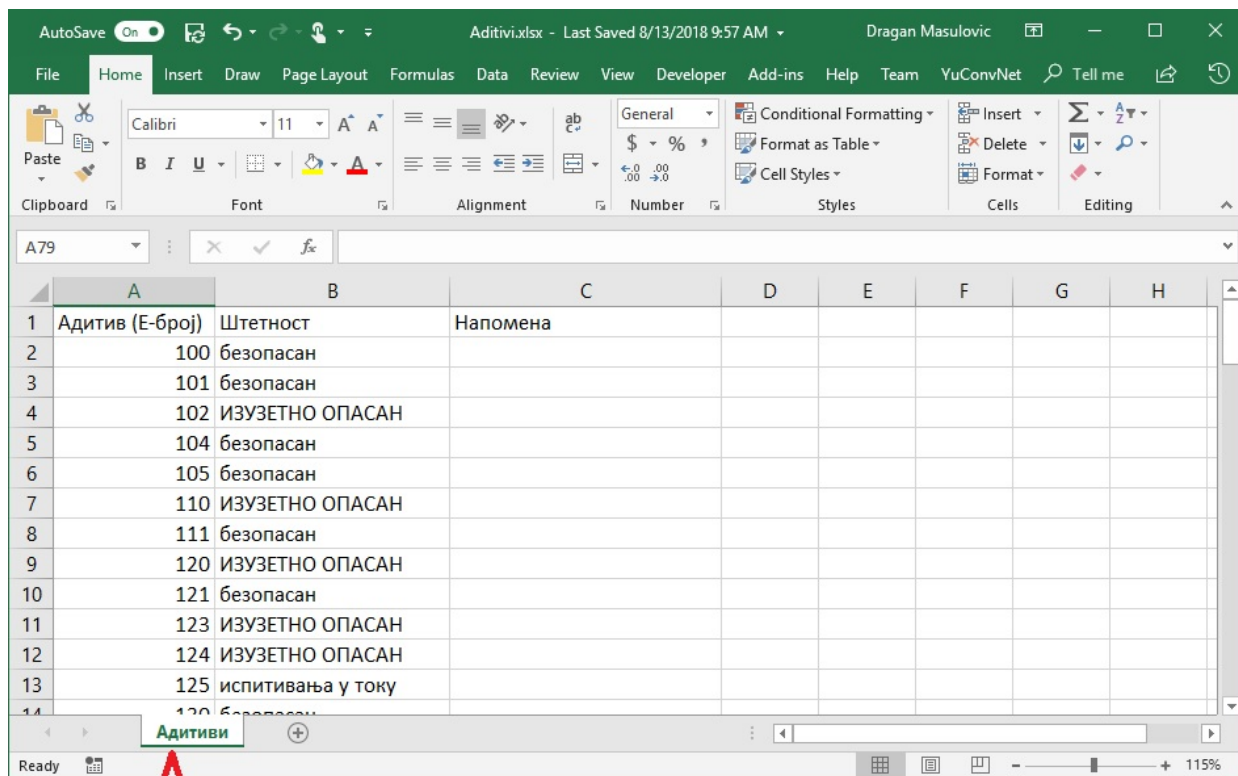 AutoSave On Aditivi.xlsx - Last Saved 8/13/2018 9:57 AM Dragan Masulovic
File Home Insert Draw Page Layout Formulas Data Review View Developer Add-ins Help Team YuConvNet Tell me
Paste
Calibri 11 A A
B I U A
ab
General
$ % ,
Conditional Formatting
Format as Table
Cell Styles
Insert
Delete
Format
Clipboard Font Alignment Number Styles Cells Editing
A79 fx
A B C D E F G H
1 Адитив (Е-број) Штетност Напомена
2 100 безопасан
3 101 безопасан
4 102 ИЗУЗЕТНО ОПАСАН
5 104 безопасан
6 105 безопасан
7 110 ИЗУЗЕТНО ОПАСАН
8 111 безопасан
9 120 ИЗУЗЕТНО ОПАСАН
10 121 безопасан
11 123 ИЗУЗЕТНО ОПАСАН
12 124 ИЗУЗЕТНО ОПАСАН
13 125 испитивања у току
14 безопасан
Адитиви
Ready 115%